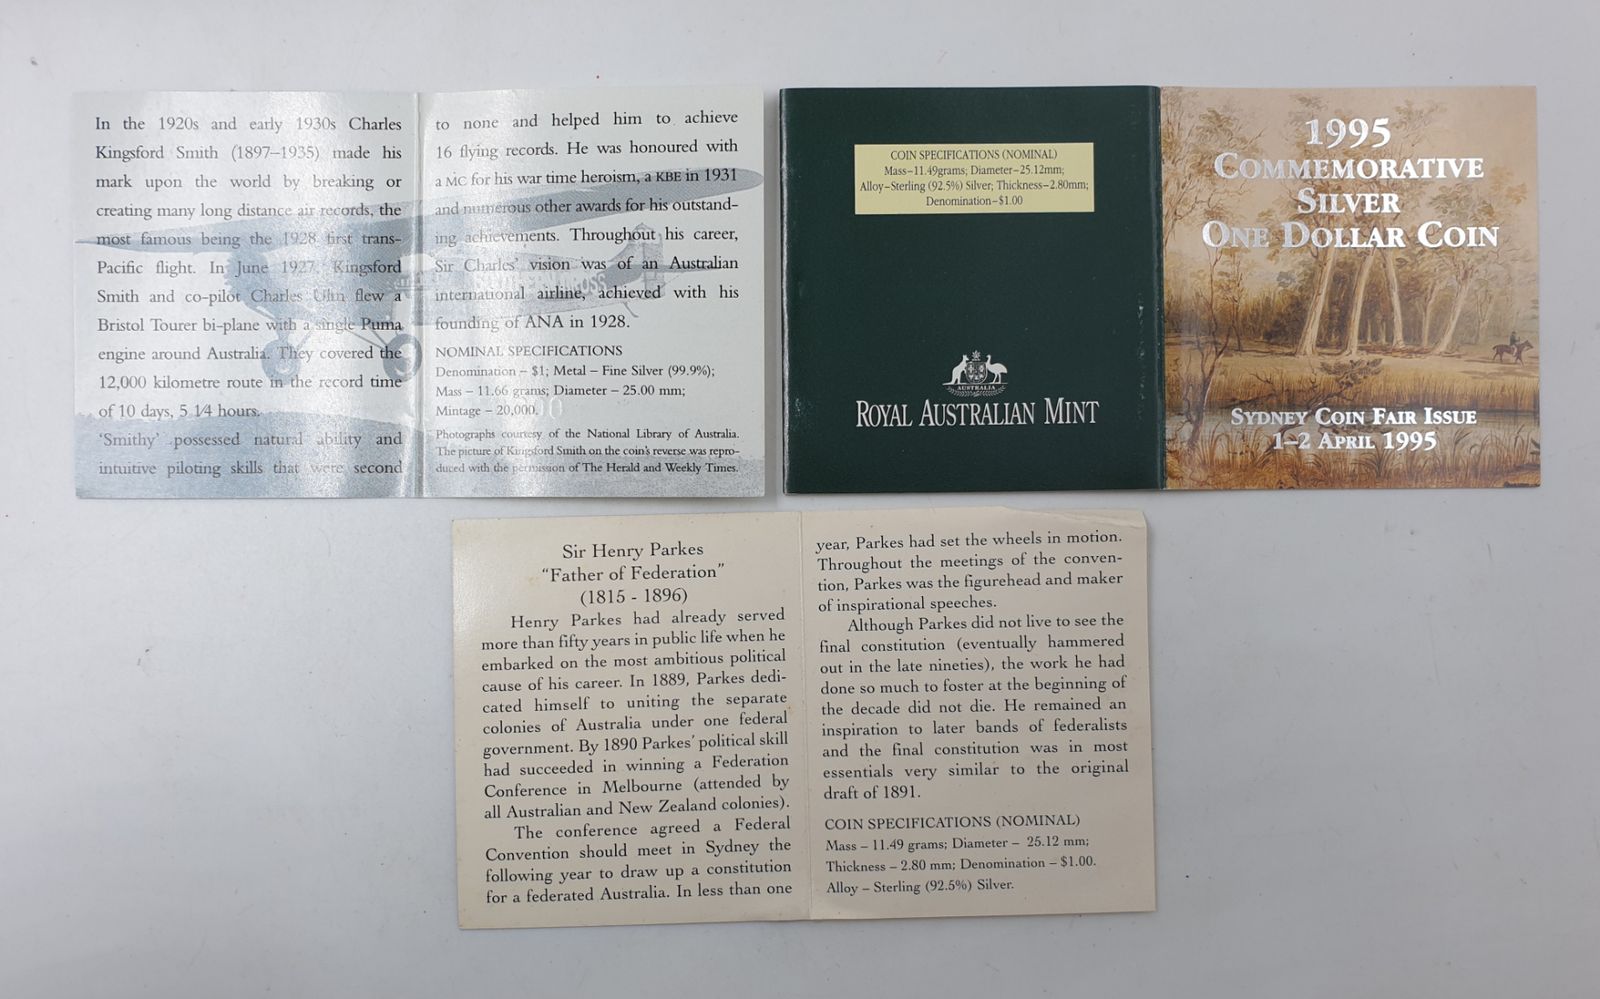 In the 1920s and early 1930s Charles
Kingsford Smith (1897–1935) made his
mark upon the world by breaking or
creating many long distance air records, the
most famous being the 1928 first trans-
Pacific flight. In June 1927, Kingsford
Smith and co-pilot Charles Ulm flew a
Bristol Tourer bi-plane with a single Puma
engine around Australia. They covered the
12,000 kilometre route in the record time
of 10 days, 5 1⁄4 hours.
‘Smithy’ possessed natural ability and
intuitive piloting skills that were second
to none and helped him to achieve
16 flying records. He was honoured with
a MC for his war time heroism, a KBE in 1931
and numerous other awards for his outstand-
ing achievements. Throughout his career,
Sir Charles’ vision was of an Australian
international airline, achieved with his
founding of ANA in 1928.
NOMINAL SPECIFICATIONS
Denomination – $1; Metal – Fine Silver (99.9%);
Mass – 11.66 grams; Diameter – 25.00 mm;
Mintage – 20,000.
Photographs courtesy of the National Library of Australia.
The picture of Kingsford Smith on the coin's reverse was repro-
duced with the permission of The Herald and Weekly Times.
COIN SPECIFICATIONS (NOMINAL)
Mass–11.49grams; Diameter–25.12mm;
Alloy–Sterling (92.5%) Silver; Thickness–2.80mm;
Denomination–$1.00
AUSTRALIA
ROYAL AUSTRALIAN MINT
1995
COMMEMORATIVE
SILVER
ONE DOLLAR COIN
SYDNEY COIN FAIR ISSUE
1–2 APRIL 1995
Sir Henry Parkes
“Father of Federation”
(1815 - 1896)
Henry Parkes had already served
more than fifty years in public life when he
embarked on the most ambitious political
cause of his career. In 1889, Parkes dedi-
cated himself to uniting the separate
colonies of Australia under one federal
government. By 1890 Parkes’ political skill
had succeeded in winning a Federation
Conference in Melbourne (attended by
all Australian and New Zealand colonies).
The conference agreed a Federal
Convention should meet in Sydney the
following year to draw up a constitution
for a federated Australia. In less than one
year, Parkes had set the wheels in motion.
Throughout the meetings of the conven-
tion, Parkes was the figurehead and maker
of inspirational speeches.
Although Parkes did not live to see the
final constitution (eventually hammered
out in the late nineties), the work he had
done so much to foster at the beginning of
the decade did not die. He remained an
inspiration to later bands of federalists
and the final constitution was in most
essentials very similar to the original
draft of 1891.
COIN SPECIFICATIONS (NOMINAL)
Mass – 11.49 grams; Diameter – 25.12 mm;
Thickness – 2.80 mm; Denomination – $1.00.
Alloy – Sterling (92.5%) Silver.